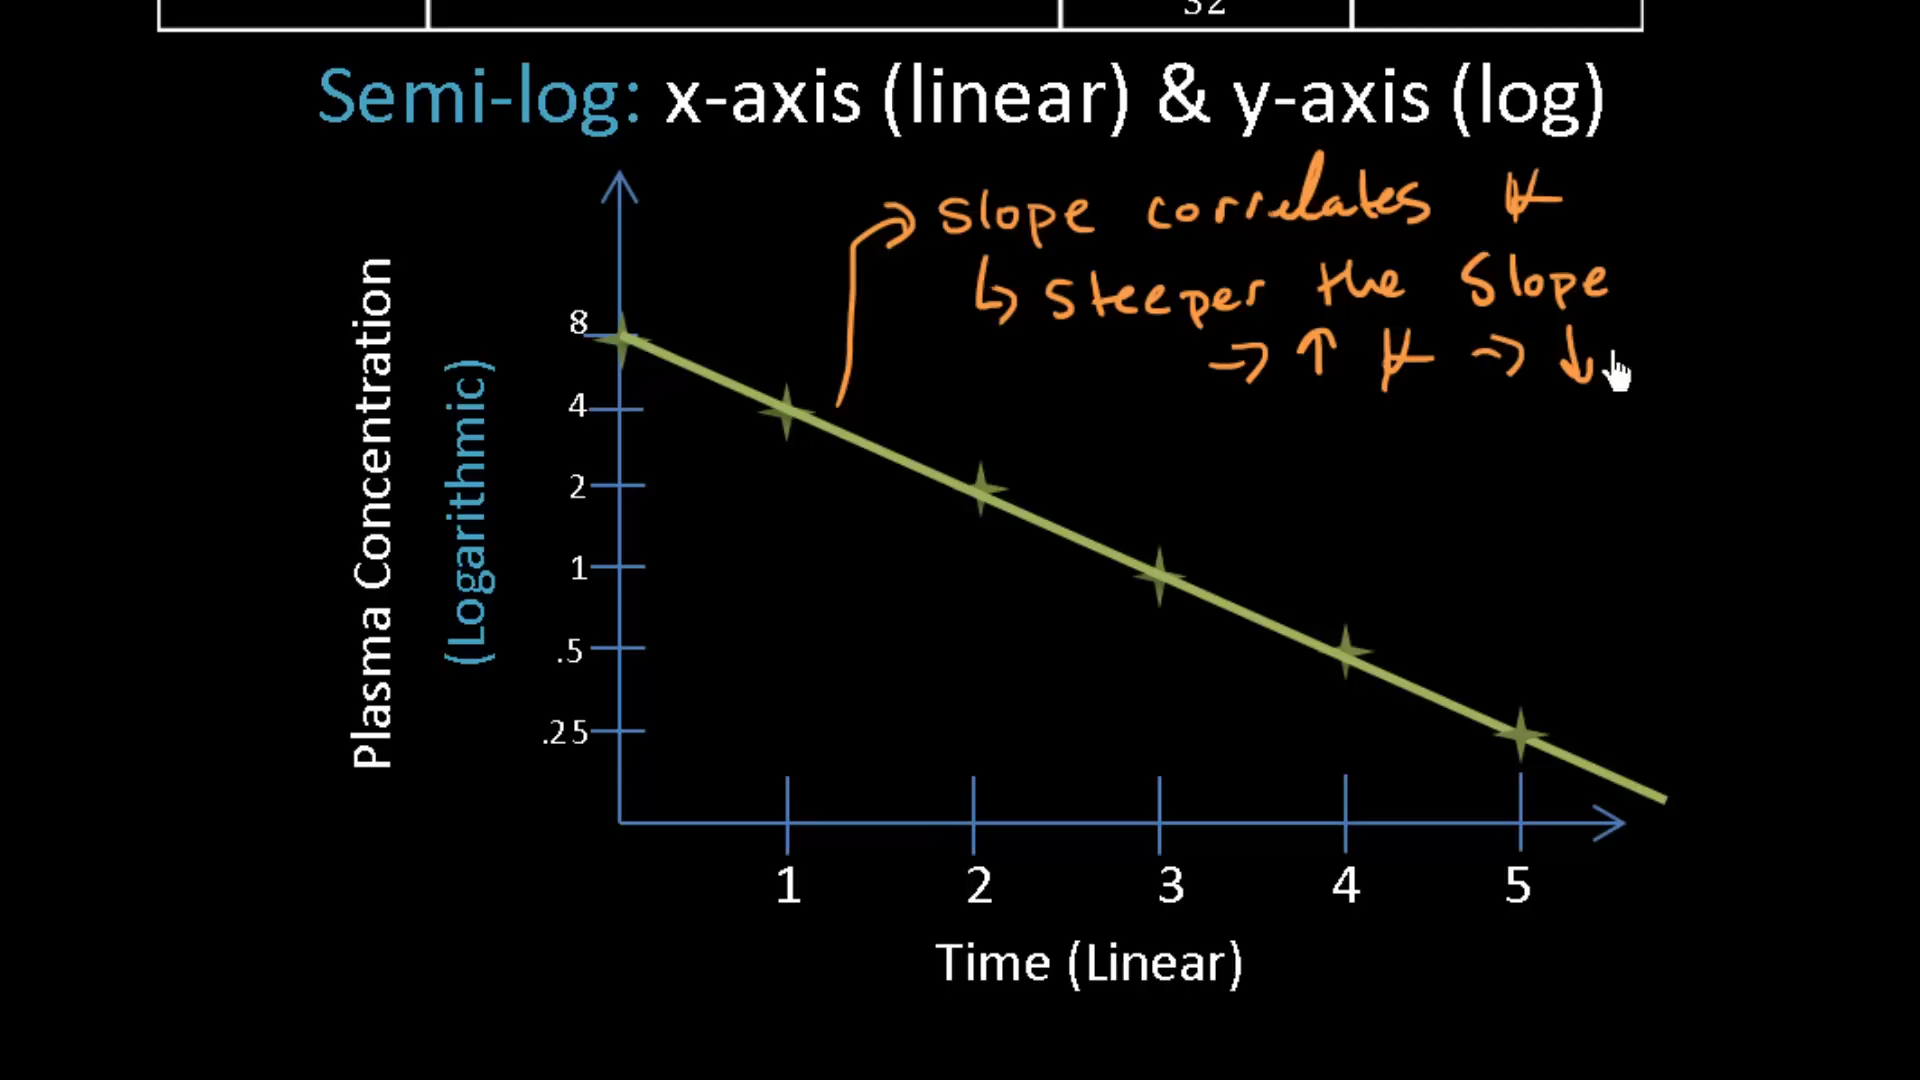 32
Semi-log: x-axis (linear) & y-axis (log)
slope correlates k
↳ steeper the slope
→ ↑ k → ↓
Plasma Concentration
(Logarithmic)
8
4
2
1
.5
.25
1 2 3 4 5
Time (Linear)